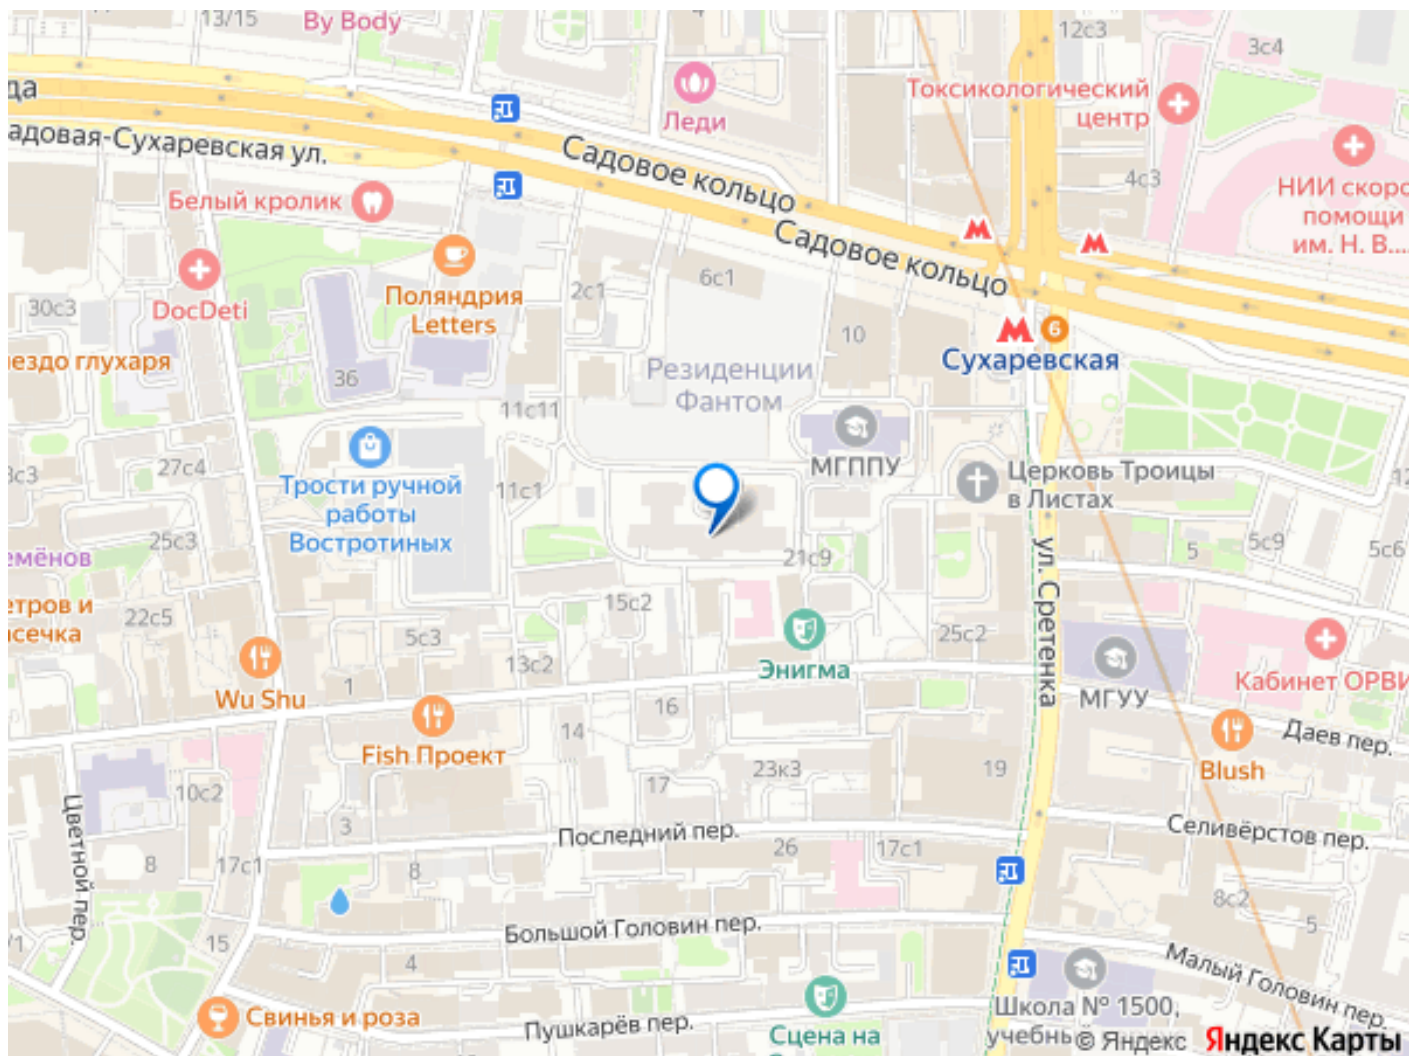 13/15
By Body
4
12с3
3с4
да
Токсикологический
центр
Леди
адовая-Сухаревская ул.
Садовое кольцо
4с3
НИИ скоро
помощи
им. Н. В....
Белый кролик
Садовое кольцо
DocDeti
30с3
Поляндрия
Letters
2с1
6с1
10
6
Сухаревская
ездо глухаря
36
Резиденции
Фантом
11с11
МГППУ
27с4
3с3
Трости ручной
работы
Востротиных
11с1
Церковь Троицы
в Листах
12
25с3
21с9
ул. Сретенка
5
5с9
5с6
емёнов
етров и
сечка
22с5
15с2
5с3
13с2
Энигма
25с2
МГУУ
Кабинет ОРВИ
Wu Shu
1
Fish Проект
16
14
Даев пер.
Blush
23к3
19
17
Цветной пер.
10с2
3
Последний пер.
Селивёрстов пер.
8
17с1
8
26
17с1
8с2
5
/1
15
4
Большой Головин пер.
Малый Головин пер.
Свинья и роза
Пушкарёв пер.
Сцена на
Школа № 1500,
учебны
© Яндекс
Яндекс Карты